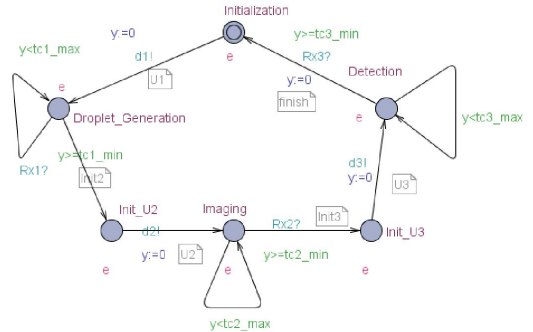 Initialization
y:=0
y>=tc3_min
y<tc1_max
d1!
e
Rx3?
Detection
U1
y:=0
e
finish
e
Droplet_Generation
y<tc3_max
y>=tc1_min
Rx1?
Init2
d3!
y:=0
U3
Init_U2
Imaging
Init3
d2!
Rx2?
Init_U3
y:=0
U2
y>=tc2_min
e
e
e
y<tc2_max